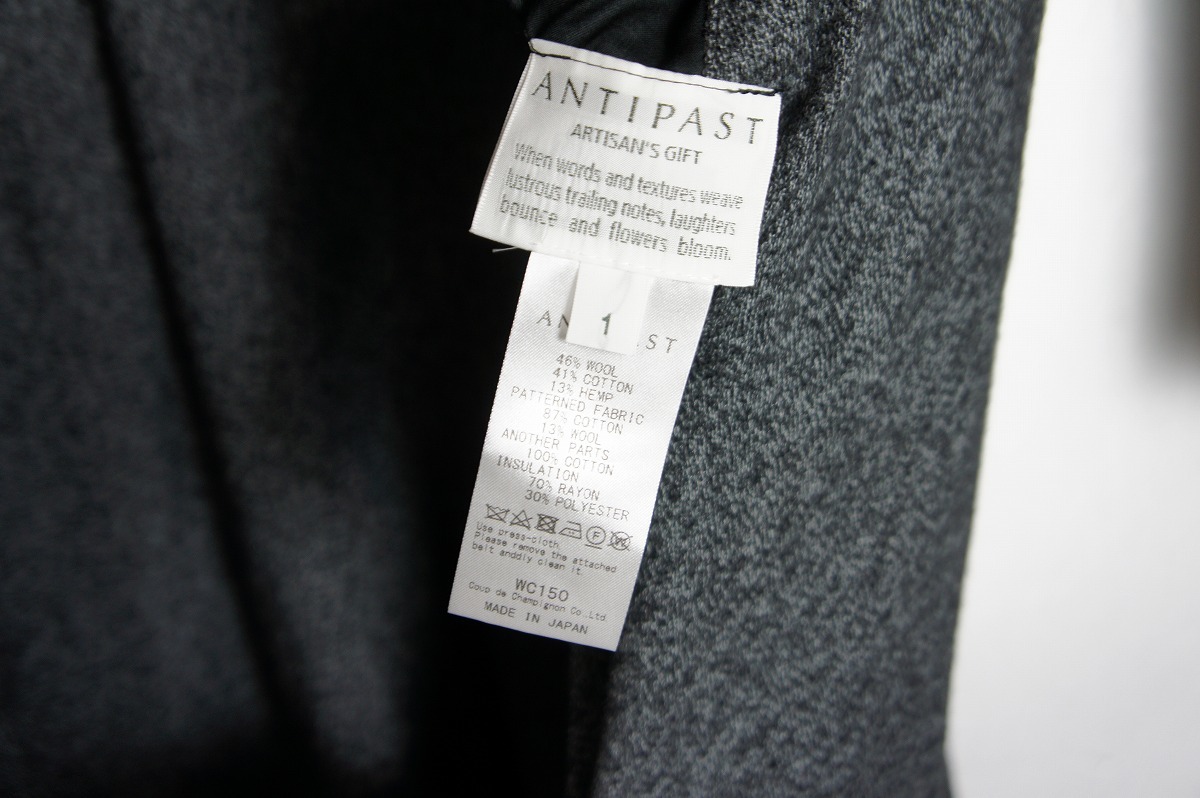 ANTIPAST
ARTISAN'S GIFT
When words and textures weave
lustrous trailing notes, laughters
bounce and flowers bloom.
1
AN ST
46% WOOL
41% COTTON
13% HEMP
PATTERNED FABRIC
87% COTTON
13% WOOL
ANOTHER PARTS
100% COTTON
INSULATION
70% RAYON
30% POLYESTER
F W
Use press-cloth.
Please remove the attached
belt anddly clean it.
WC150
Coup de Champignon Co.,Ltd
MADE IN JAPAN